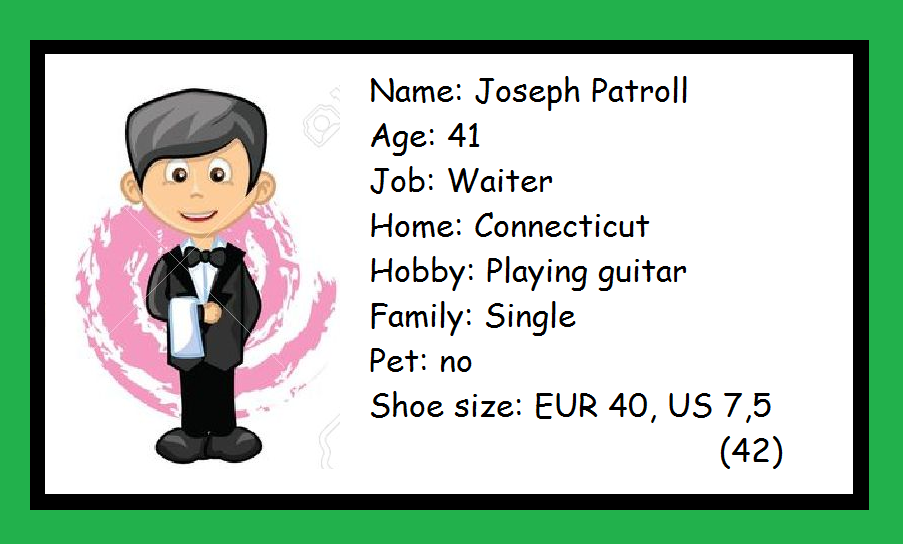 Name: Joseph Patroll
Age: 41
Job: Waiter
Home: Connecticut
Hobby: Playing guitar
Family: Single
Pet: no
Shoe size: EUR 40, US 7,5
(42)